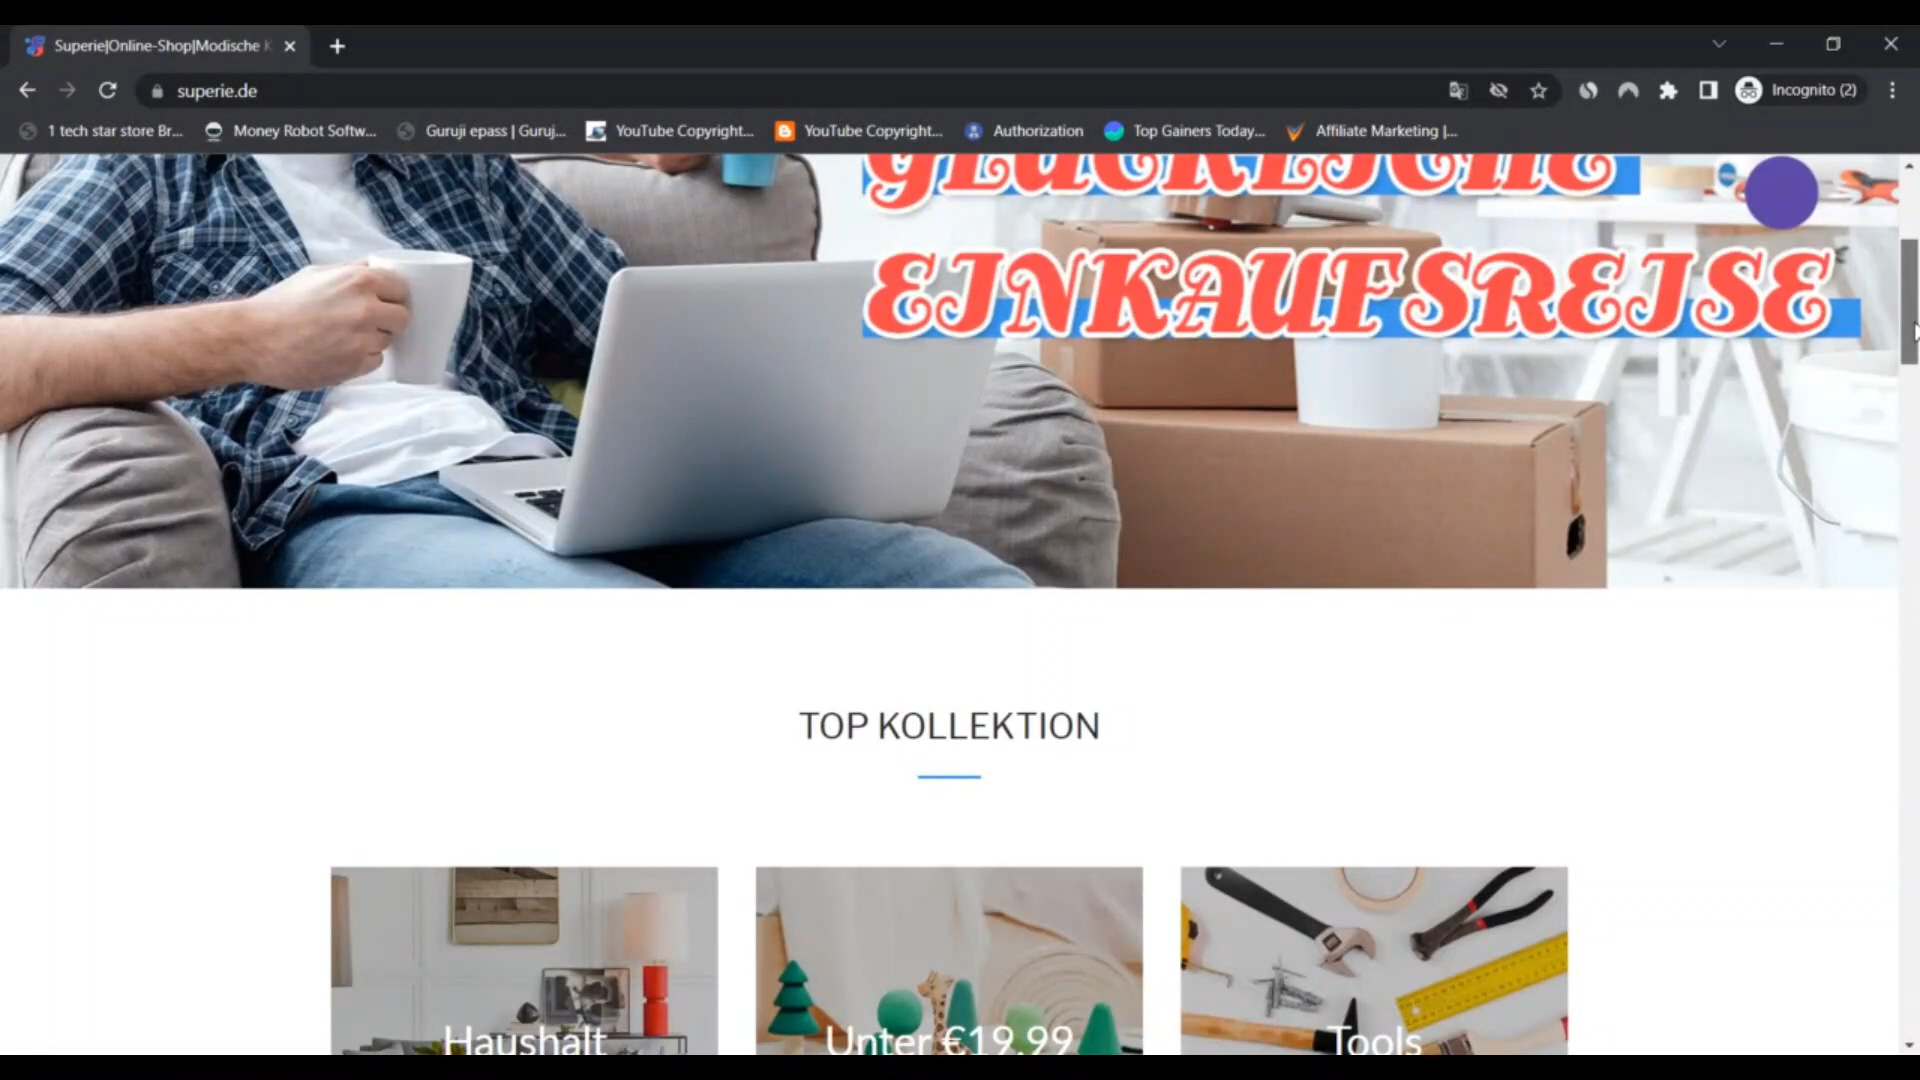 Superie|Online-Shop|Modische K
superie.de
Incognito (2)
1 tech star store Br...
Money Robot Softw...
Guruji epass | Guruj...
YouTube Copyright...
YouTube Copyright...
Authorization
Top Gainers Today...
Affiliate Marketing |...
GLÜCKLICHE
EINKAUFSREISE
TOP KOLLEKTION
Haushalt
Unter €19.99
Tools